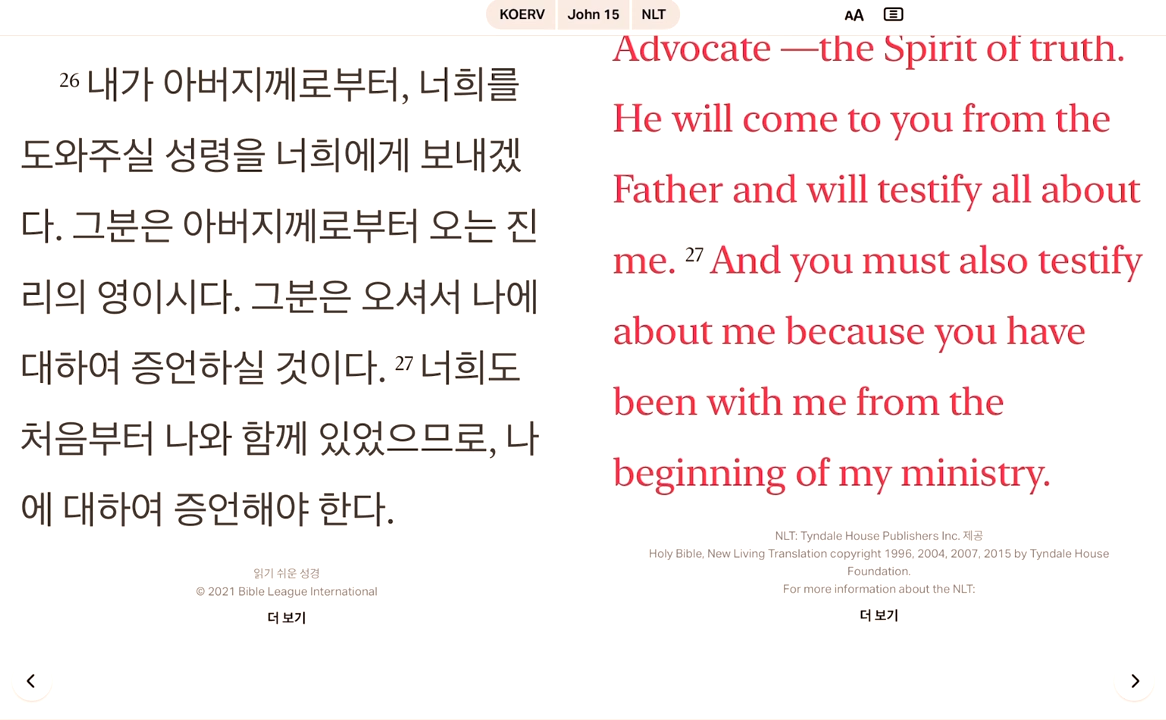 KOERV John 15 NLT AA
26 내가 아버지께로부터, 너희를
도와주실 성령을 너희에게 보내겠
다. 그분은 아버지께로부터 오는 진
리의 영이시다. 그분은 오셔서 나에
대하여 증언하실 것이다. 27 너희도
처음부터 나와 함께 있었으므로, 나
에 대하여 증언해야 한다.
읽기 쉬운 성경
© 2021 Bible League International
더 보기
Advocate —the Spirit of truth.
He will come to you from the
Father and will testify all about
me. 27 And you must also testify
about me because you have
been with me from the
beginning of my ministry.
NLT: Tyndale House Publishers Inc. 제공
Holy Bible, New Living Translation copyright 1996, 2004, 2007, 2015 by Tyndale House
Foundation.
For more information about the NLT:
더 보기